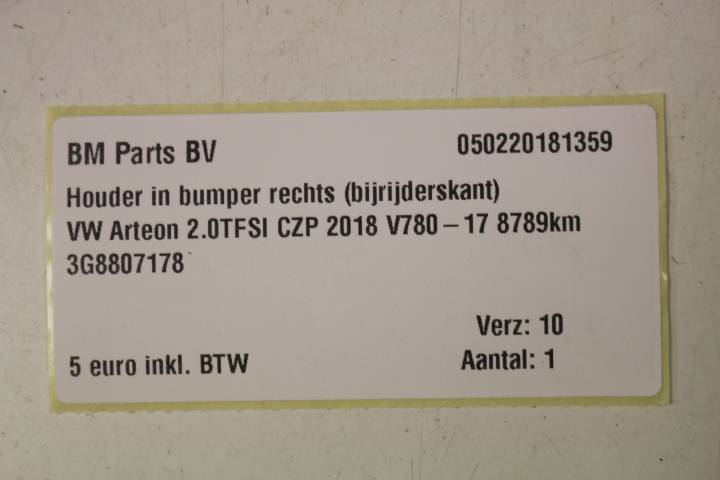 BM Parts BV 050220181359
Houder in bumper rechts (bijrijderskant)
VW Arteon 2.0TFSI CZP 2018 V780-17 8789km
3G8807178
Verz: 10
5 euro inkl. BTW Aantal: 1